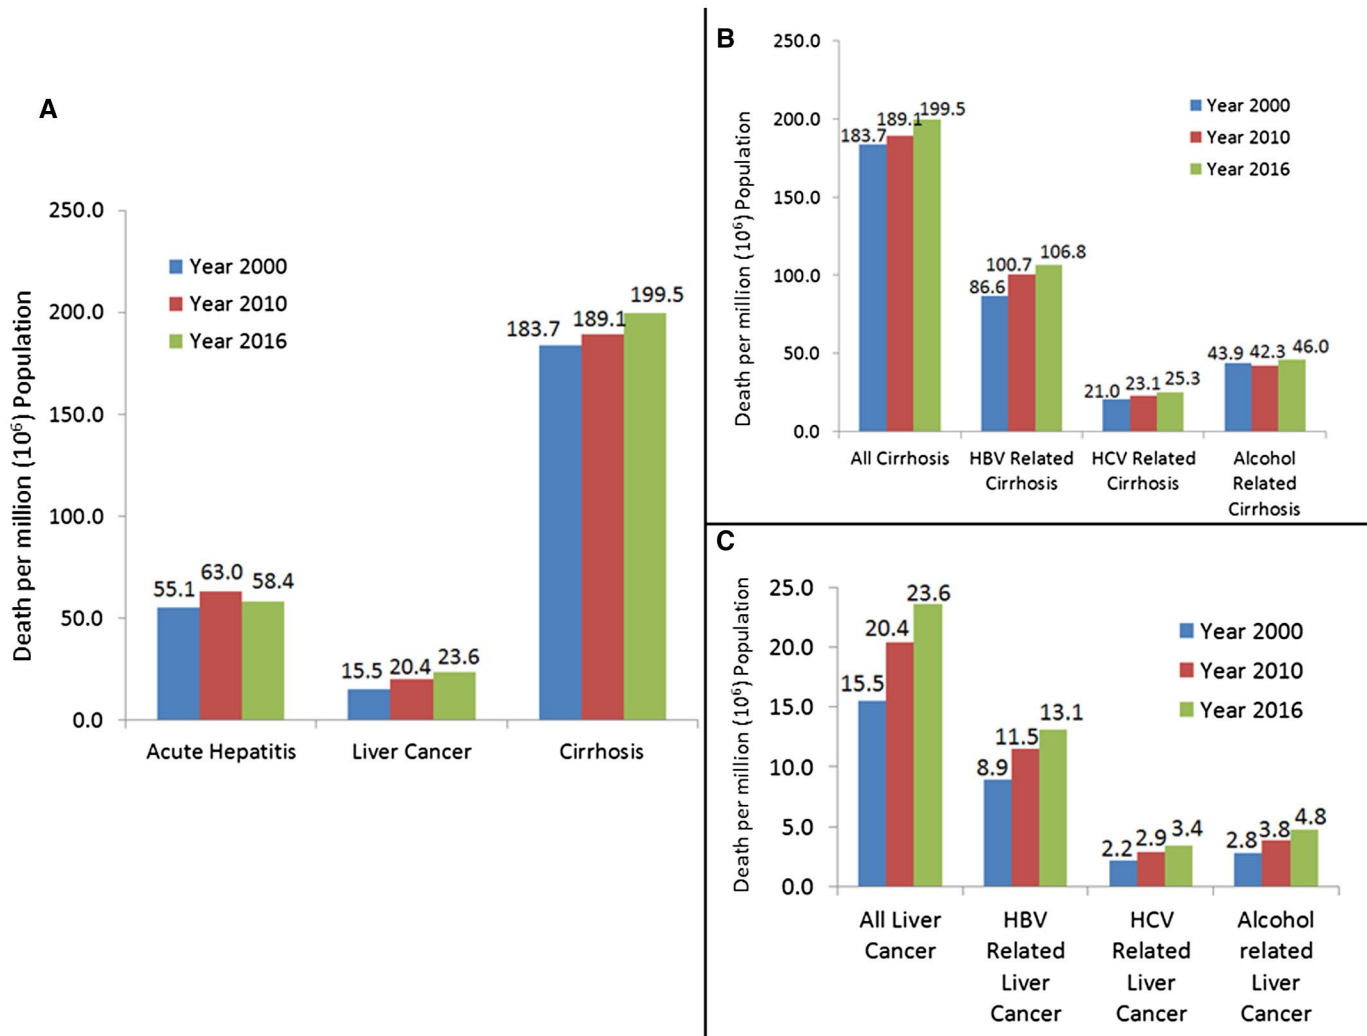 A
Death per million (10⁶) Population
250.0
200.0
150.0
100.0
50.0
0.0
Year 2000
Year 2010
Year 2016
55.1
63.0
58.4
15.5
20.4
23.6
183.7
189.1
199.5
Acute Hepatitis
Liver Cancer
Cirrhosis
B
Death per million (10⁶) Population
250.0
200.0
150.0
100.0
50.0
0.0
Year 2000
Year 2010
Year 2016
183.7
189.1
199.5
86.6
100.7
106.8
21.0
23.1
25.3
43.9
42.3
46.0
All Cirrhosis
HBV Related
Cirrhosis
HCV Related
Cirrhosis
Alcohol
Related
Cirrhosis
C
Death per million (10⁶) Population
25.0
20.0
15.0
10.0
5.0
0.0
Year 2000
Year 2010
Year 2016
15.5
20.4
23.6
8.9
11.5
13.1
2.2
2.9
3.4
2.8
3.8
4.8
All Liver
Cancer
HBV
Related
Liver
Cancer
HCV
Related
Liver
Cancer
Alcohol
related
Liver
Cancer